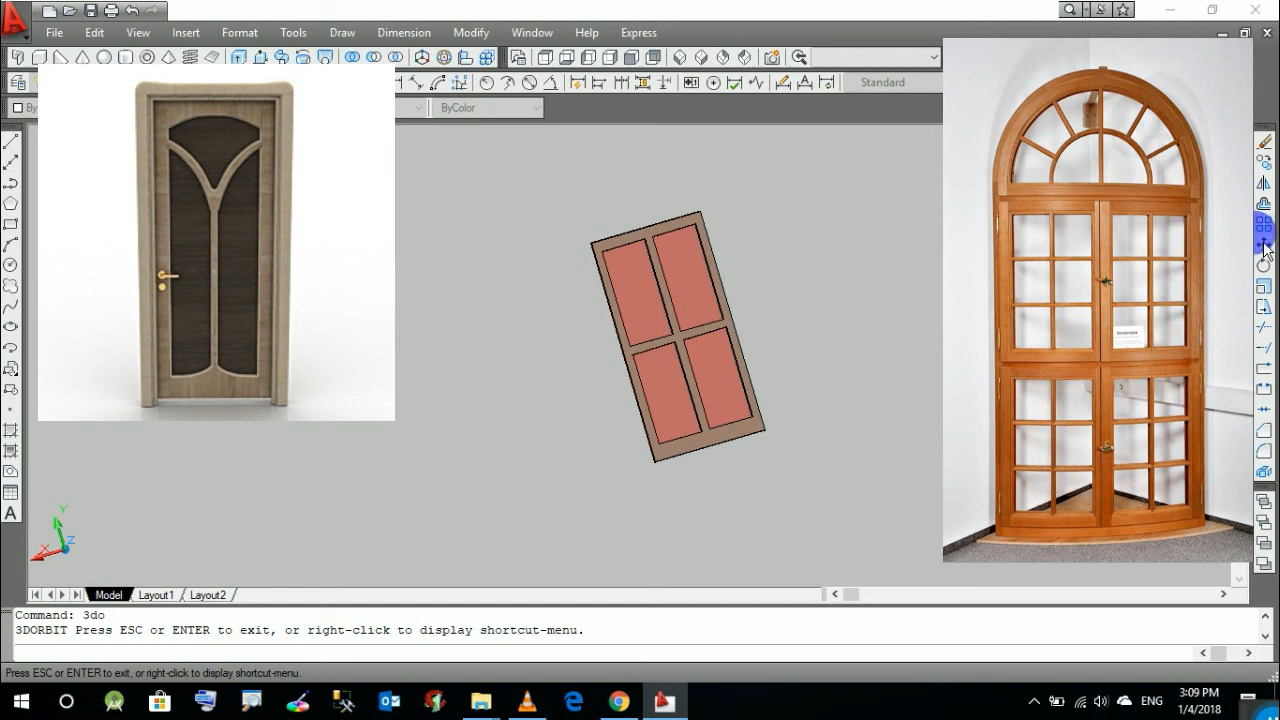 File Edit View Insert Format Tools Draw Dimension Modify Window Help Express
Standard
By
ByColor
Y
X
Z
A
Model Layout1 Layout2
Command: 3do
3DORBIT Press ESC or ENTER to exit, or right-click to display shortcut-menu.
Press ESC or ENTER to exit, or right-click to display shortcut-menu.
ENG
3:09 PM
1/4/2018